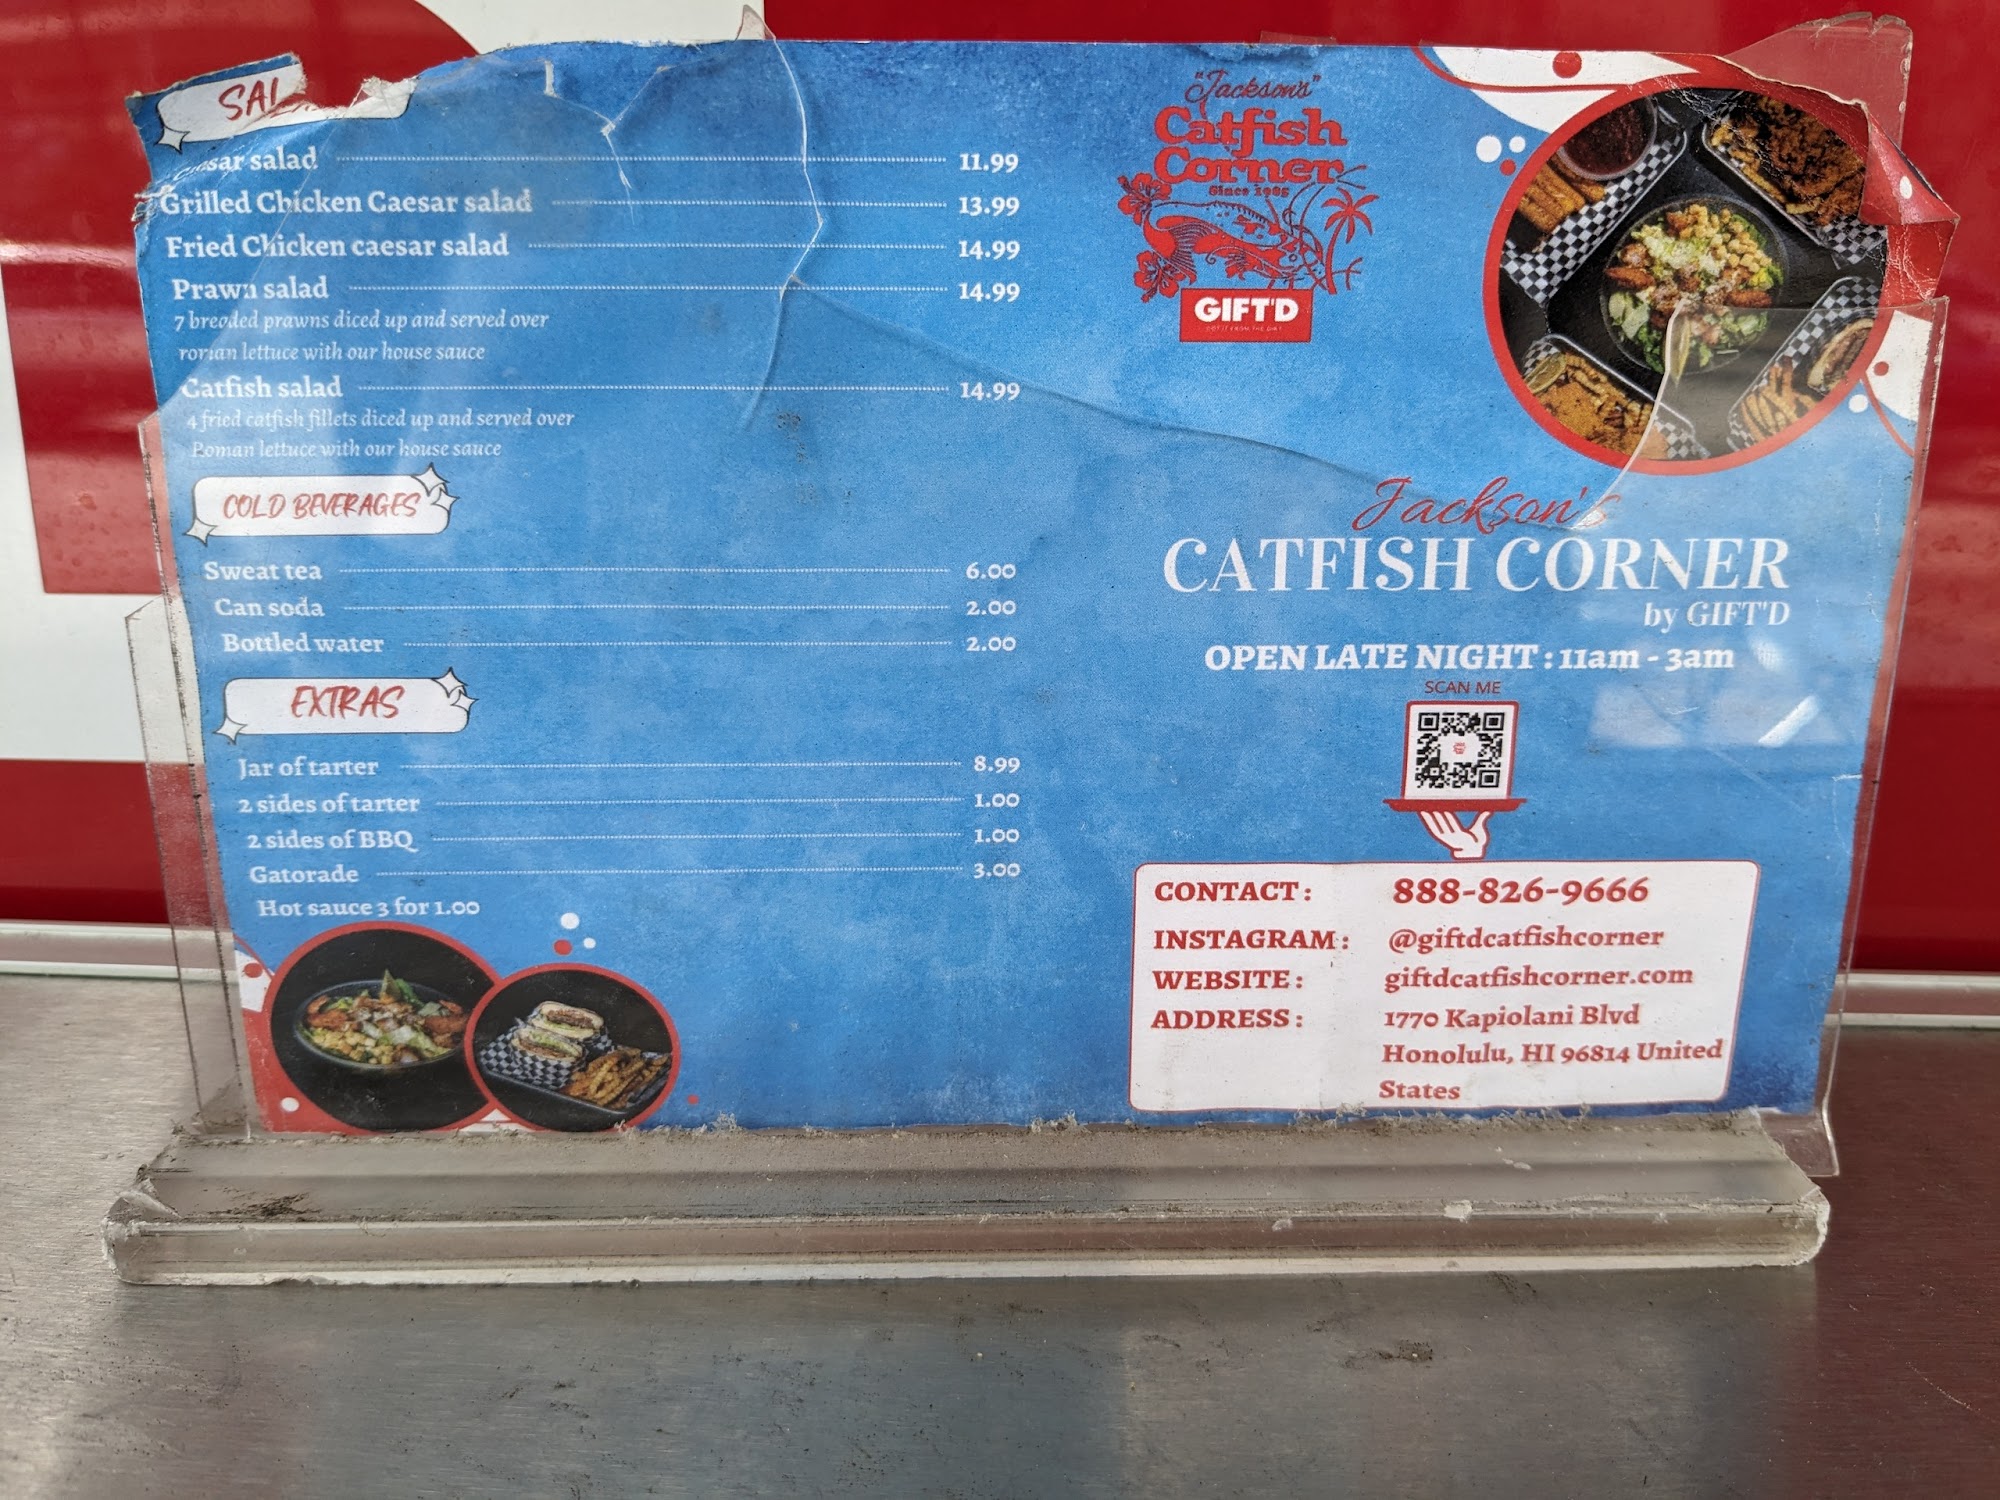 Caesar salad 11.99
Grilled Chicken Caesar salad 13.99
Fried Chicken caesar salad 14.99
Prawn salad 14.99
7 breaded prawns diced up and served over
roman lettuce with our house sauce
Catfish salad 14.99
4 fried catfish fillets diced up and served over
Roman lettuce with our house sauce
COLD BEVERAGES
Sweat tea 6.00
Can soda 2.00
Bottled water 2.00
EXTRAS
Jar of tarter 8.99
2 sides of tarter 1.00
2 sides of BBQ 1.00
Gatorade 3.00
Hot sauce 3 for 1.00
"Jackson's"
Catfish
Corner
Since 1985
GIFT'D
Jackson's
CATFISH CORNER
by GIFT'D
OPEN LATE NIGHT : 11am - 3am
SCAN ME
CONTACT : 888-826-9666
INSTAGRAM : @giftdcatfishcorner
WEBSITE : giftdcatfishcorner.com
ADDRESS : 1770 Kapiolani Blvd
Honolulu, HI 96814 United
States